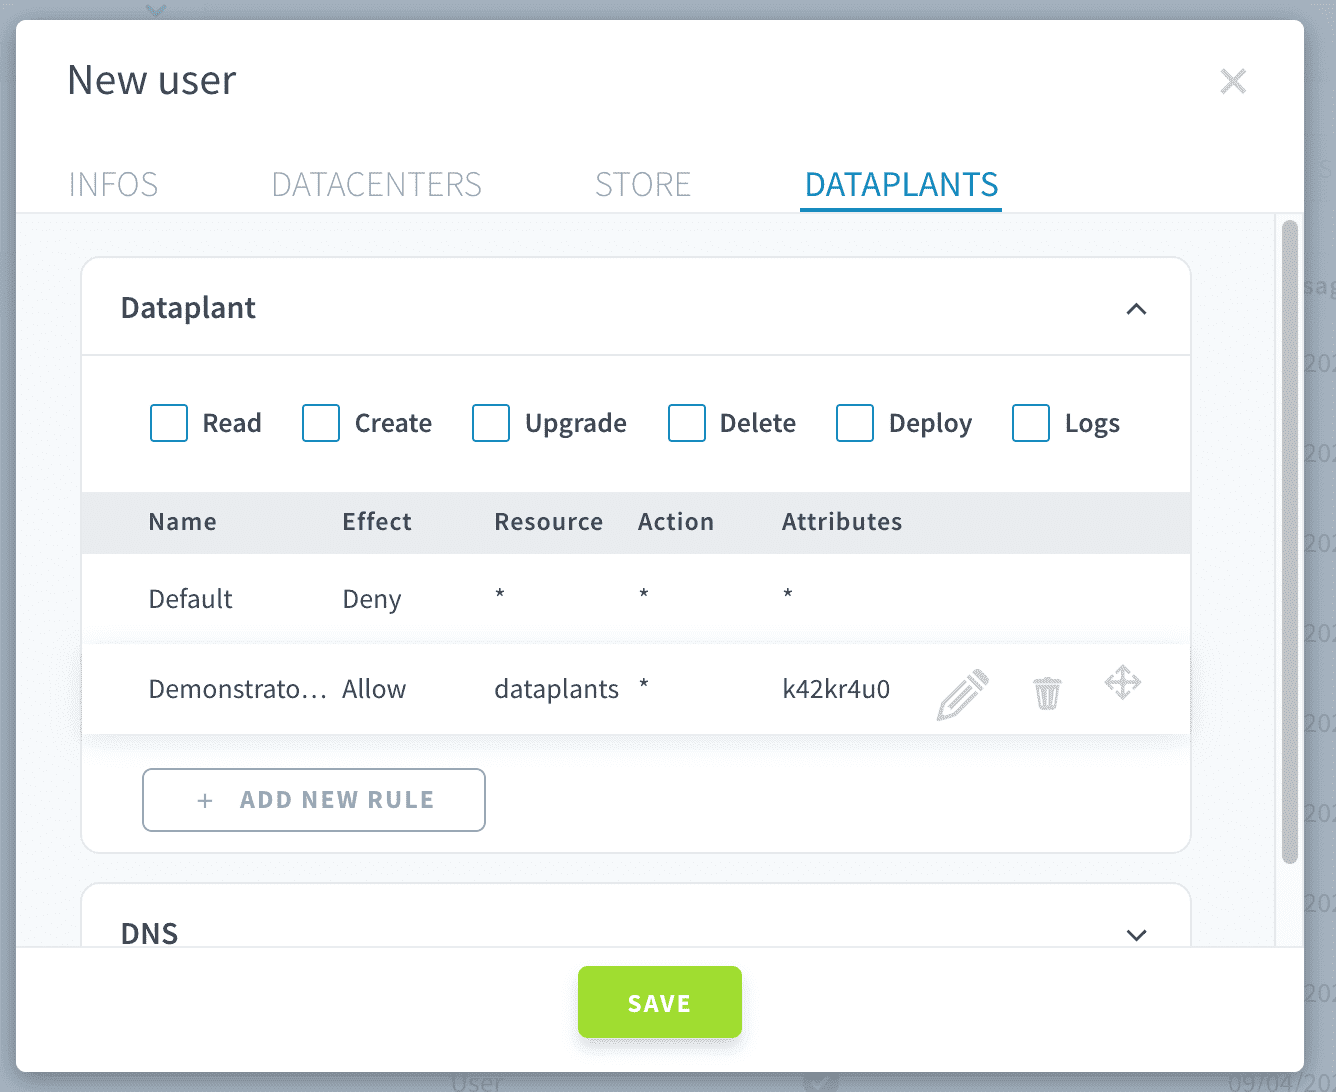 New user
INFOS DATACENTERS STORE DATAPLANTS
Dataplant
Read Create Upgrade Delete Deploy Logs
Name Effect Resource Action Attributes
Default Deny * * *
Demonstrato... Allow dataplants * k42kr4u0
+ ADD NEW RULE
DNS
SAVE
User